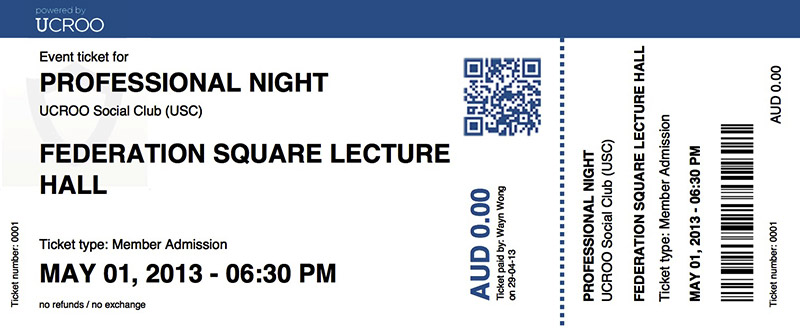 powered by
UCROO
Event ticket for
PROFESSIONAL NIGHT
UCROO Social Club (USC)
FEDERATION SQUARE LECTURE
HALL
Ticket type: Member Admission
MAY 01, 2013 - 06:30 PM
no refunds / no exchange
Ticket number: 0001
AUD 0.00
Ticket paid by: Wayn Wong
on 29-04-13
PROFESSIONAL NIGHT
UCROO Social Club (USC)
FEDERATION SQUARE LECTURE HALL
Ticket type: Member Admission
MAY 01, 2013 - 06:30 PM
Ticket number: 0001
AUD 0.00